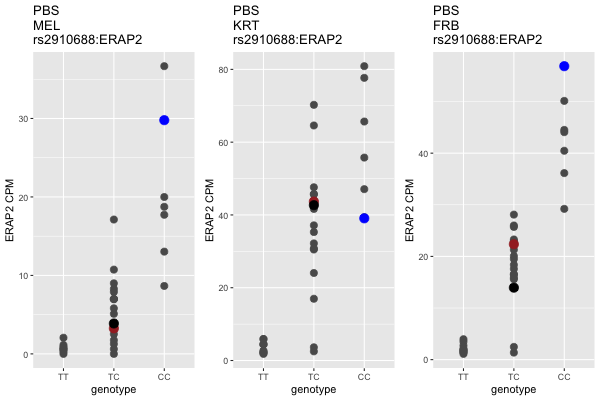 PBS
MEL
rs2910688:ERAP2
ERAP2 CPM
30
20
10
0
TT TC CC
genotype
PBS
KRT
rs2910688:ERAP2
ERAP2 CPM
80
60
40
20
0
TT TC CC
genotype
PBS
FRB
rs2910688:ERAP2
ERAP2 CPM
40
20
0
TT TC CC
genotype